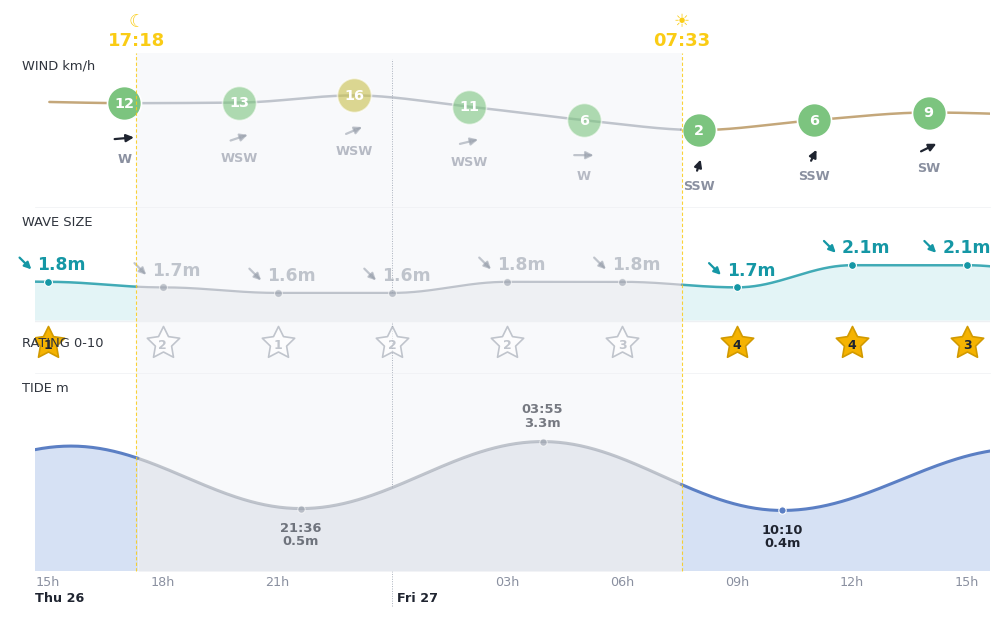 17:18 07:33
WIND km/h
12 13 16 11 6 2 6 9
W WSW WSW WSW W SSW SSW SW
WAVE SIZE
1.8m 1.7m 1.6m 1.6m 1.8m 1.8m 1.7m 2.1m 2.1m
RATING 0-10
1 2 1 2 2 3 4 4 3
TIDE m
03:55
3.3m
21:36
0.5m
10:10
0.4m
15h 18h 21h 03h 06h 09h 12h 15h
Thu 26 Fri 27